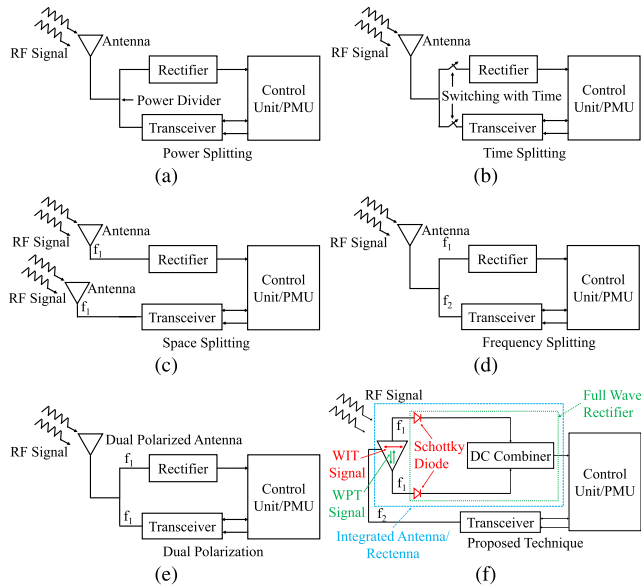 RF Signal
Antenna
Rectifier
Power Divider
Transceiver
Control
Unit/PMU
Power Splitting
(a)
RF Signal
Antenna
Rectifier
Switching with Time
Transceiver
Control
Unit/PMU
Time Splitting
(b)
Antenna
RF Signal
f1
Rectifier
Antenna
RF Signal
f1
Transceiver
Control
Unit/PMU
Space Splitting
(c)
RF Signal
Antenna
f1
Rectifier
f2
Transceiver
Control
Unit/PMU
Frequency Splitting
(d)
RF Signal
Dual Polarized Antenna
f1
Rectifier
f1
Transceiver
Control
Unit/PMU
Dual Polarization
(e)
RF Signal
Full Wave
Rectifier
f1
WIT
Signal
Schottky
Diode
DC Combiner
WPT
Signal
f1
f2
Control
Unit/PMU
Integrated Antenna/
Rectenna
Transceiver
Proposed Technique
(f)